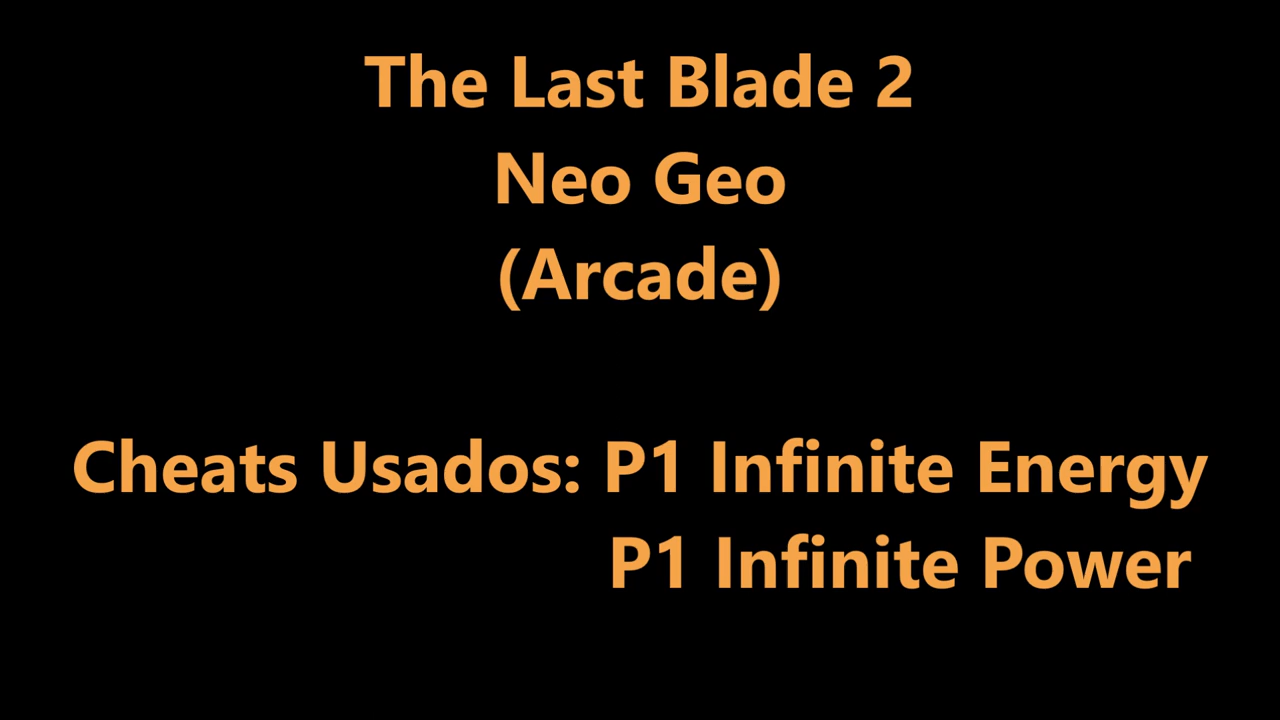 The Last Blade 2
Neo Geo
(Arcade)
Cheats Usados: P1 Infinite Energy
P1 Infinite Power